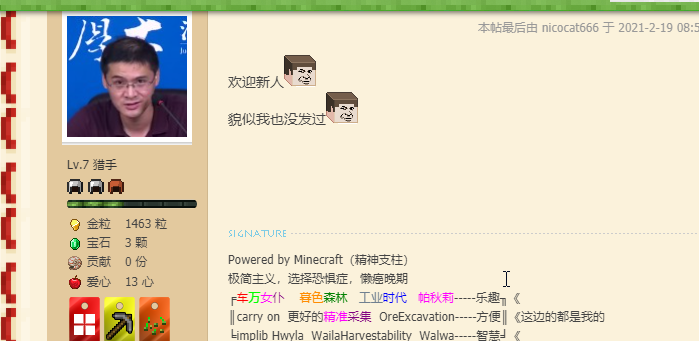 本帖最后由 nicocat666 于 2021-2-19 08:5
欢迎新人
貌似我也没发过
Lv.7 猎手
金粒 1463 粒
宝石 3 颗
贡献 0 份
爱心 13 心
SIGNATURE
Powered by Minecraft（精神支柱）
极简主义，选择恐惧症，懒癌晚期
╔车万女仆 暮色森林 工业时代 帕秋莉-----乐趣╗《
║carry on 更好的精准采集 OreExcavation-----方便║《这边的都是我的
╚implib Hwyla WailaHarvestability Walwa-----智慧╝《